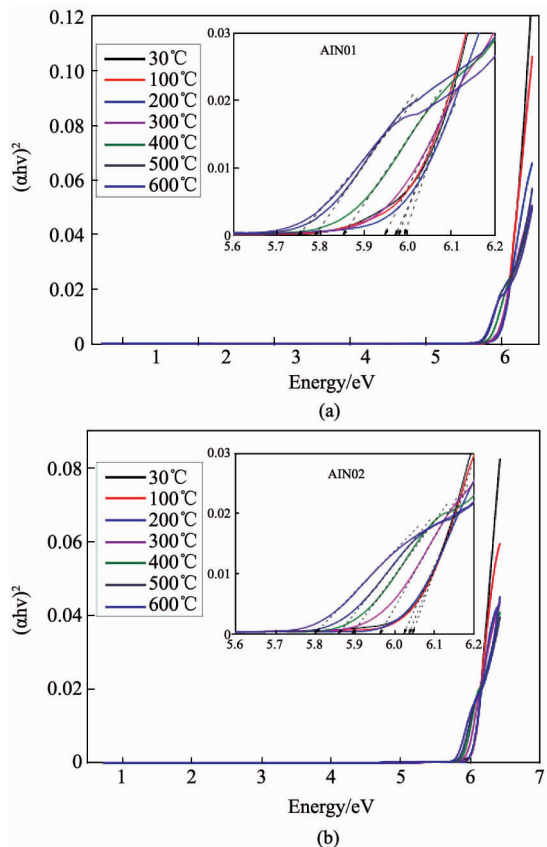 0.12
0.10
0.08
0.06
0.04
0.02
0
(αhν)²
30℃
100℃
200℃
300℃
400℃
500℃
600℃
AIN01
0.03
0.02
0.01
0
5.6 5.7 5.8 5.9 6.0 6.1 6.2
1 2 3 4 5 6
Energy/eV
(a)
0.08
0.06
0.04
0.02
0
(αhν)²
30℃
100℃
200℃
300℃
400℃
500℃
600℃
AIN02
0.03
0.02
0.01
0
5.6 5.7 5.8 5.9 6.0 6.1 6.2
1 2 3 4 5 6 7
Energy/eV
(b)